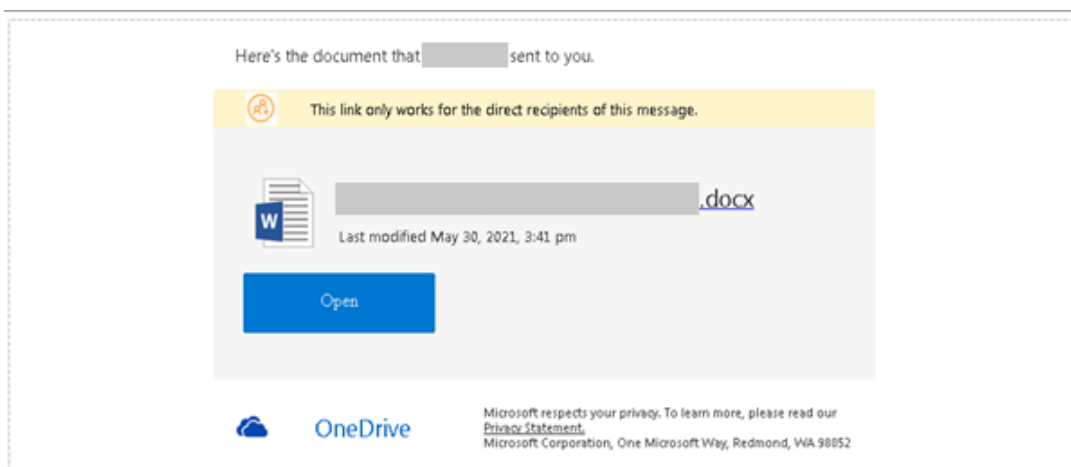 Here's the document that sent to you.
This link only works for the direct recipients of this message.
W
.docx
Last modified May 30, 2021, 3:41 pm
Open
OneDrive
Microsoft respects your privacy. To learn more, please read our
Privacy Statement.
Microsoft Corporation, One Microsoft Way, Redmond, WA 98052